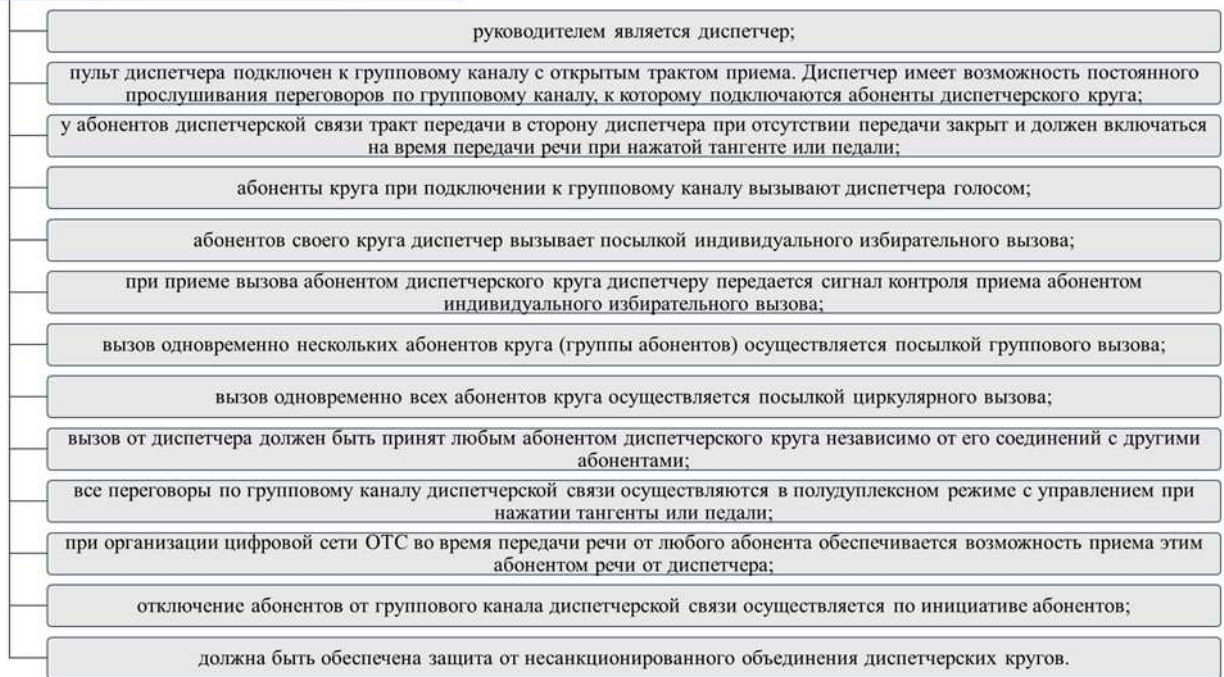 руководителем является диспетчер;
пульт диспетчера подключен к групповому каналу с открытым трактом приема. Диспетчер имеет возможность постоянного
прослушивания переговоров по групповому каналу, к которому подключаются абоненты диспетчерского круга;
у абонентов диспетчерской связи тракт передачи в сторону диспетчера при отсутствии передачи закрыт и должен включаться
на время передачи речи при нажатой тангенте или педали;
абоненты круга при подключении к групповому каналу вызывают диспетчера голосом;
абонентов своего круга диспетчер вызывает посылкой индивидуального избирательного вызова;
при приеме вызова абонентом диспетчерского круга диспетчеру передается сигнал контроля приема абонентом
индивидуального избирательного вызова;
вызов одновременно нескольких абонентов круга (группы абонентов) осуществляется посылкой группового вызова;
вызов одновременно всех абонентов круга осуществляется посылкой циркулярного вызова;
вызов от диспетчера должен быть принят любым абонентом диспетчерского круга независимо от его соединений с другими
абонентами;
все переговоры по групповому каналу диспетчерской связи осуществляются в полудуплексном режиме с управлением при
нажатии тангенты или педали;
при организации цифровой сети ОТС во время передачи речи от любого абонента обеспечивается возможность приема этим
абонентом речи от диспетчера;
отключение абонентов от группового канала диспетчерской связи осуществляется по инициативе абонентов;
должна быть обеспечена защита от несанкционированного объединения диспетчерских кругов.